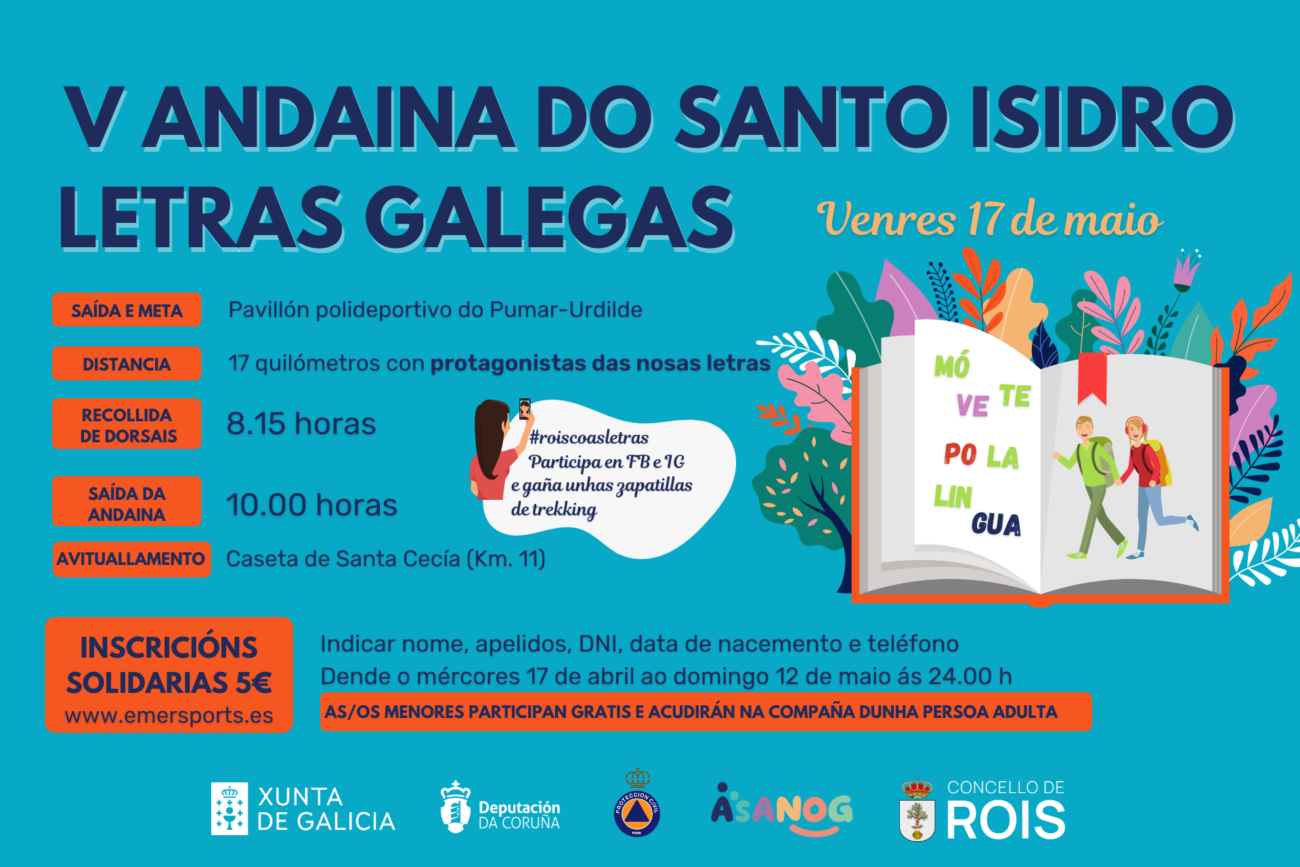 V ANDAINA DO SANTO ISIDRO
LETRAS GALEGAS
Venres 17 de maio
SAÍDA E META
Pavillón polideportivo do Pumar-Urdilde
DISTANCIA
17 quilómetros con protagonistas das nosas letras
RECOLLIDA
DE DORSAIS
8.15 horas
SAÍDA DA
ANDAINA
10.00 horas
AVITUALLAMENTO
Caseta de Santa Cecía (Km. 11)
#roiscoasletras
Participa en FB e IG
e gaña unhas zapatillas
de trekking
MÓ
VE TE
PO LA
LIN
GUA
INSCRICIÓNS
SOLIDARIAS 5€
www.emersports.es
Indicar nome, apelidos, DNI, data de nacemento e teléfono
Dende o mércores 17 de abril ao domingo 12 de maio ás 24.00 h
AS/OS MENORES PARTICIPAN GRATIS E ACUDIRÁN NA COMPAÑA DUNHA PERSOA ADULTA
XUNTA
DE GALICIA
Deputación
DA CORUÑA
PROTECCION CIVIL
ASANOG
CONCELLO DE
ROIS